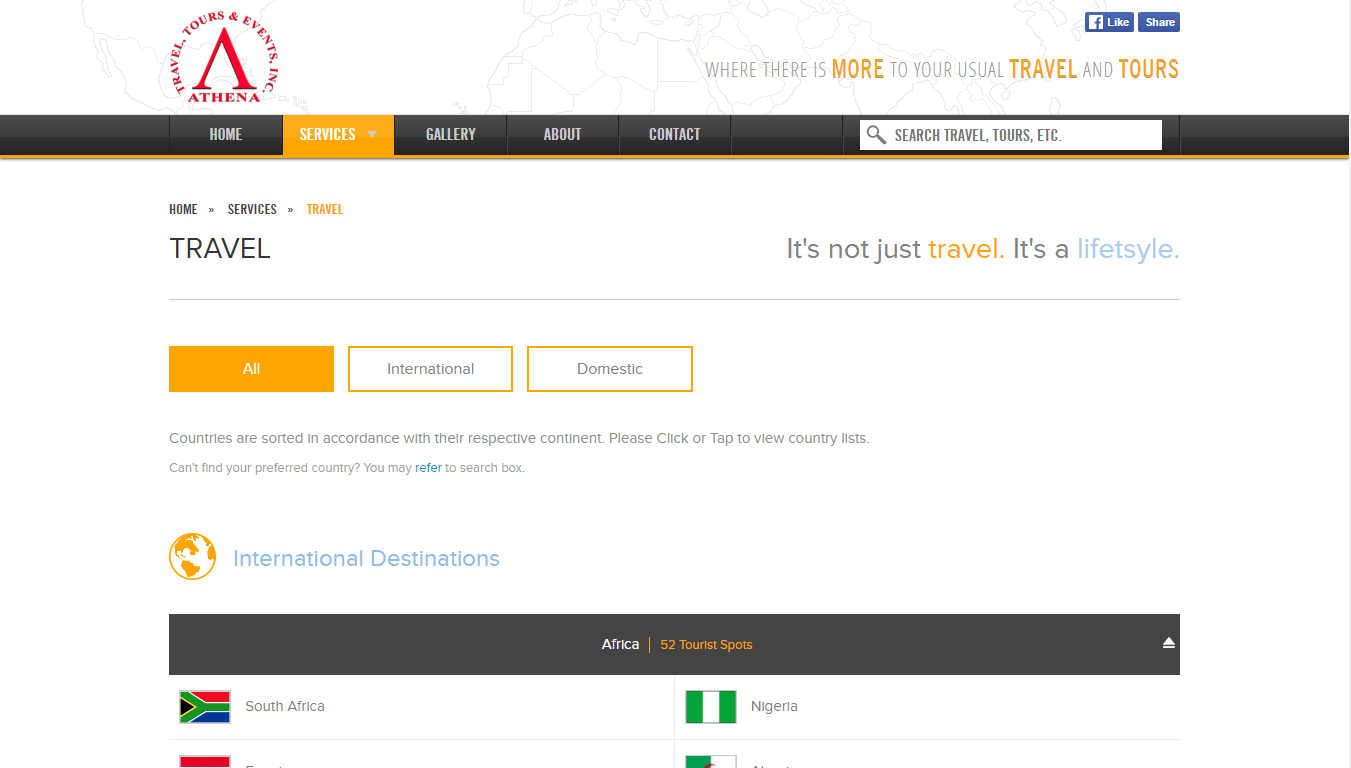 TRAVEL, TOURS & EVENTS, INC.
ATHENA
Like Share
WHERE THERE IS MORE TO YOUR USUAL TRAVEL AND TOURS
HOME SERVICES GALLERY ABOUT CONTACT SEARCH TRAVEL, TOURS, ETC.
HOME » SERVICES » TRAVEL
TRAVEL
It's not just travel. It's a lifetsyle.
All International Domestic
Countries are sorted in accordance with their respective continent. Please Click or Tap to view country lists.
Can't find your preferred country? You may refer to search box.
International Destinations
Africa | 52 Tourist Spots
South Africa Nigeria